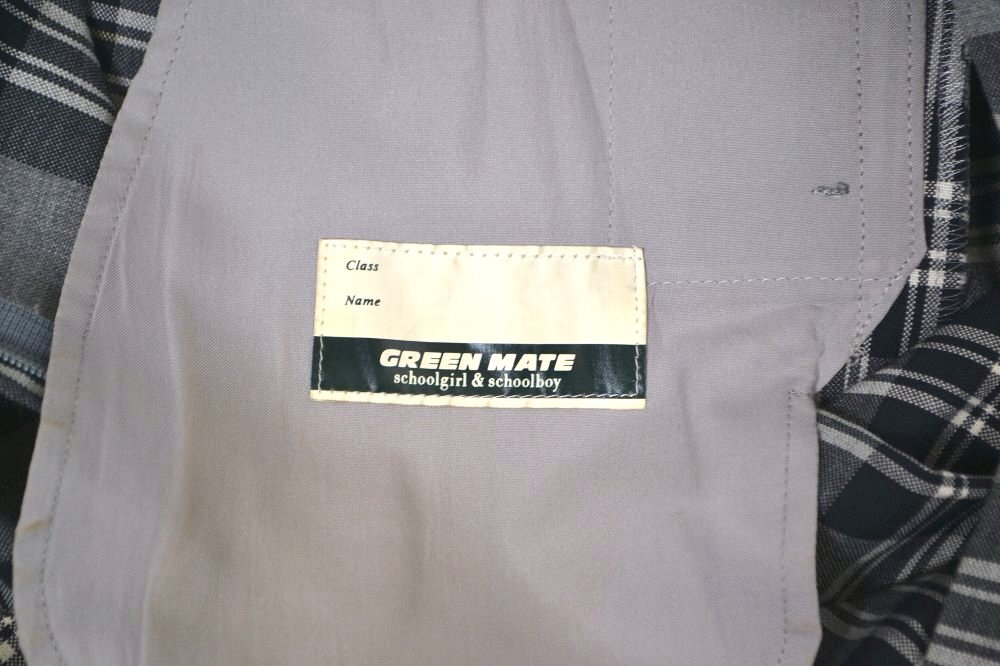 Class
Name
GREEN MATE
schoolgirl & schoolboy